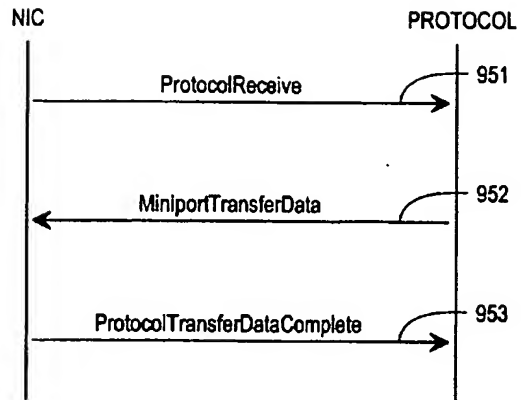 NIC
PROTOCOL
951
ProtocolReceive
952
MiniportTransferData
953
ProtocolTransferDataComplete